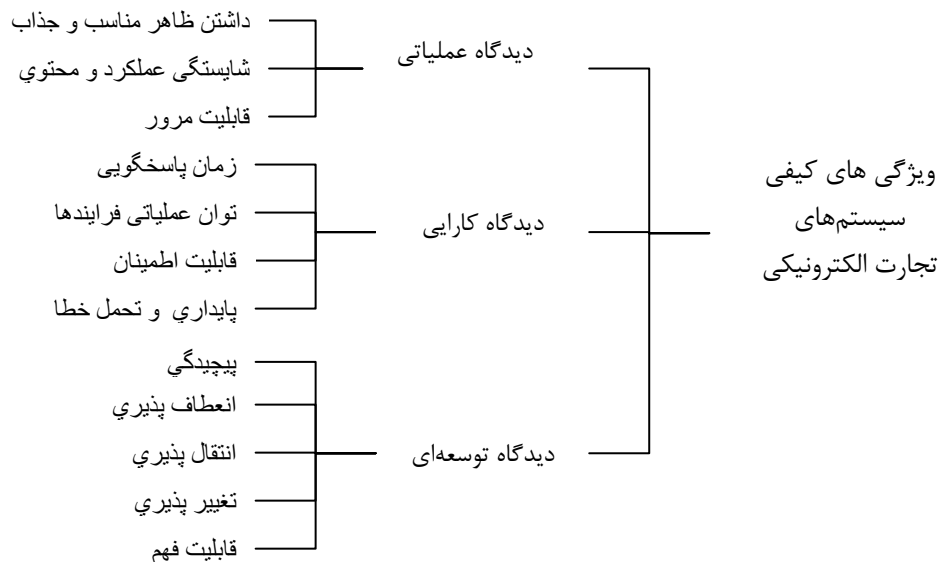 ویژگی های کیفی
سیستم‌های
تجارت الکترونیکی
دیدگاه عملیاتی
داشتن ظاهر مناسب و جذاب
شایستگی عملکرد و محتوي
قابلیت مرور
دیدگاه کارایی
زمان پاسخگویی
توان عملیاتی فرایندها
قابلیت اطمینان
پایداري و تحمل خطا
دیدگاه توسعه‌ای
پیچیدگي
انعطاف پذیري
انتقال پذیري
تغییر پذیري
قابلیت فهم